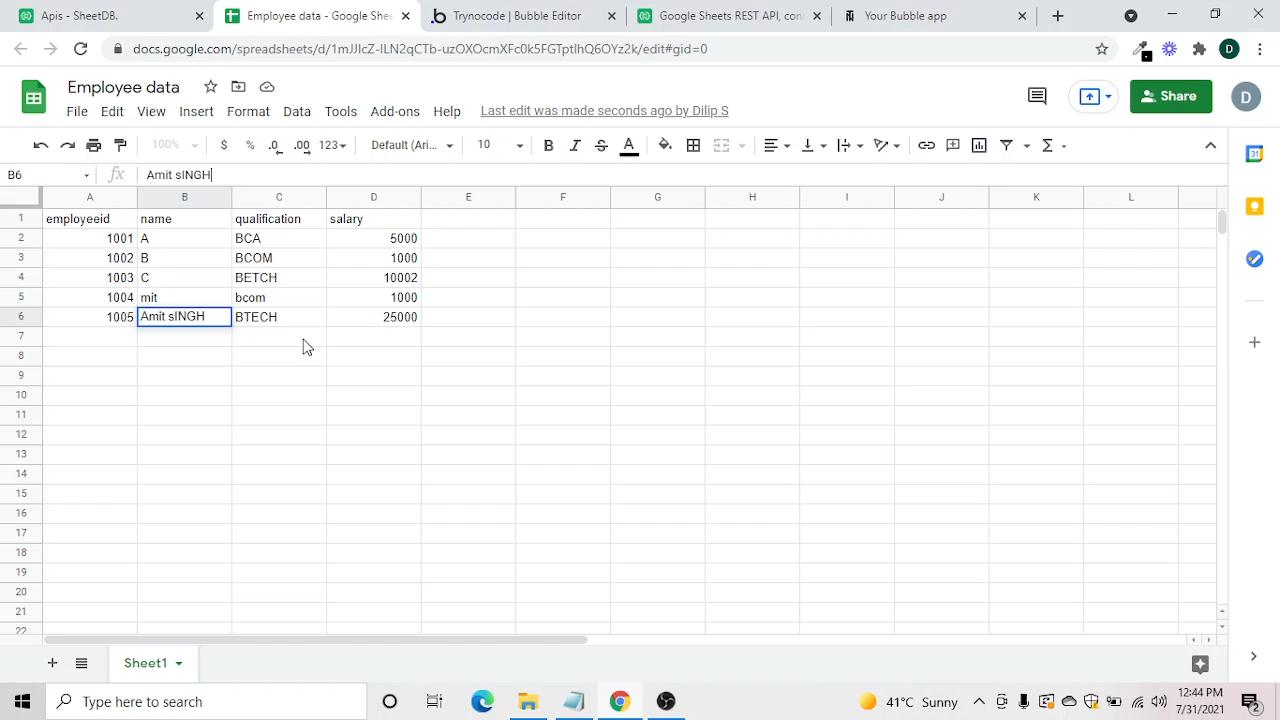 Apis - SheetDB. Employee data - Google Shee Trynocode | Bubble Editor Google Sheets REST API, con Your Bubble app
docs.google.com/spreadsheets/d/1mJJlcZ-ILN2qCTb-uzOXOcmXFo0k5FGTptlhQ6OYz2k/edit#gid=0 D
Employee data
File Edit View Insert Format Data Tools Add-ons Help Last edit was made seconds ago by Dilip S Share D
100% $ % .0 .00 123 Default (Ari... 10 B I S A
B6 fx Amit sINGH
A B C D E F G H I J K L
1 employeeid name qualification salary
2 1001 A BCA 5000
3 1002 B BCOM 1000
4 1003 C BETCH 10002
5 1004 mit bcom 1000
6 1005 Amit sINGH BTECH 25000
7
8
9
10
11
12
13
14
15
16
17
18
19
20
21
22
Sheet1
Type here to search 41°C Sunny 12:44 PM
7/31/2021 2